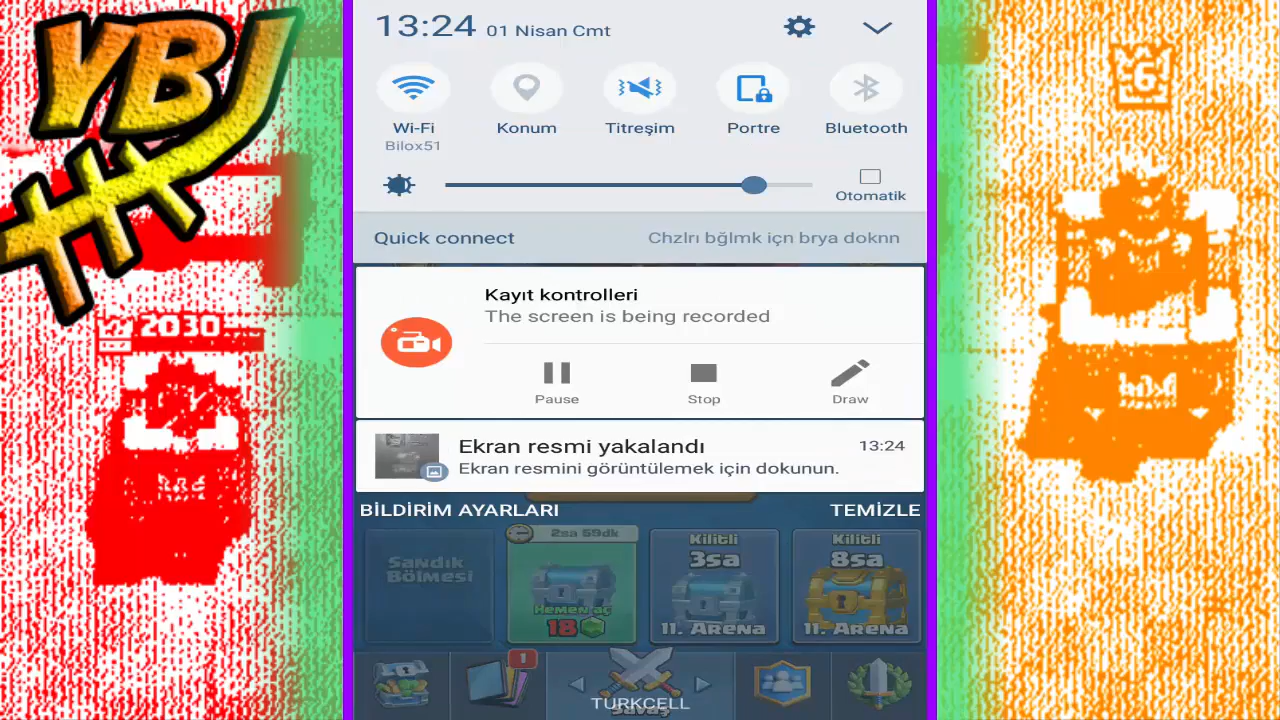 YBJ
13:24 01 Nisan Cmt
Wi-Fi
Bilox51
Konum
Titreşim
Portre
Bluetooth
Otomatik
Quick connect
Chzlrı bğlmk içn brya doknn
Kayıt kontrolleri
The screen is being recorded
Pause
Stop
Draw
Ekran resmi yakalandı
13:24
Ekran resmini görüntülemek için dokunun.
BİLDİRİM AYARLARI
TEMİZLE
Sandık
Bölmesi
2sa 59dk
Hemen aç
18
Kilitli
3sa
11. Arena
Kilitli
8sa
11. Arena
1
TURKCELL
Savaş
2030
6